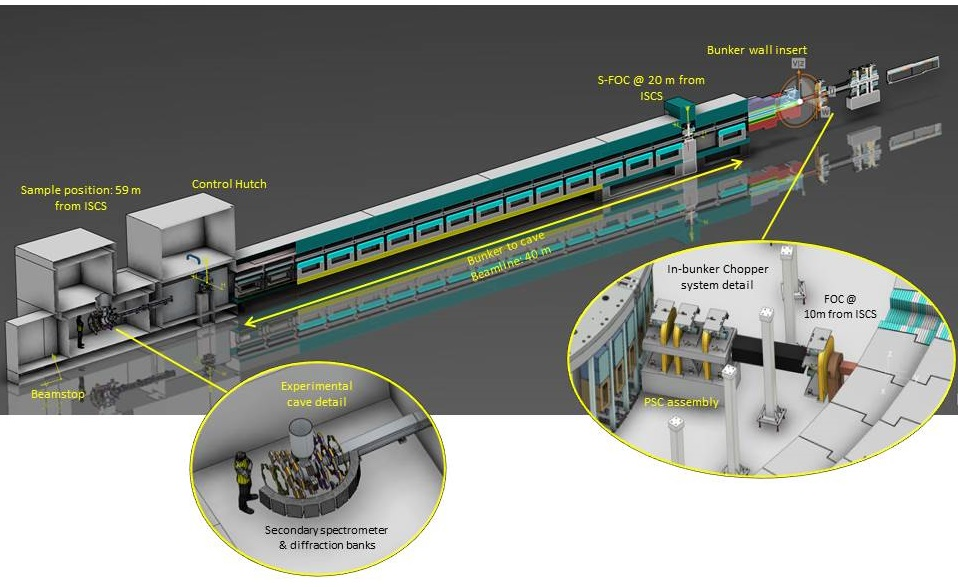 Bunker wall insert
V|2
S-FOC @ 20 m from
ISCS
Sample position: 59 m
from ISCS
Control Hutch
Bunker to cave
Beamline: 40 m
In-bunker Chopper
system detail
FOC @
10m from ISCS
PSC assembly
Beamstop
Experimental
cave detail
Secondary spectrometer
& diffraction banks